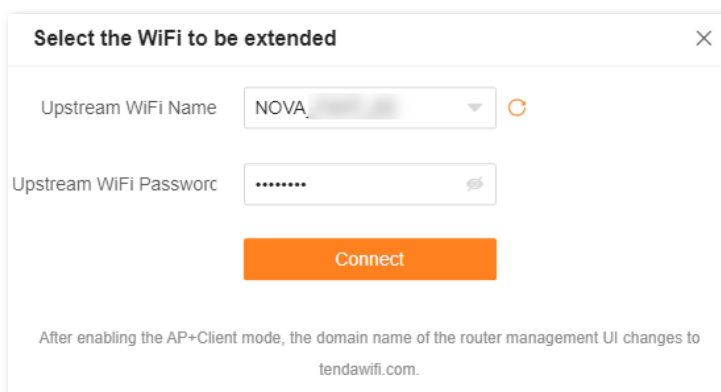 Select the WiFi to be extended
Upstream WiFi Name NOVA_
Upstream WiFi Password ••••••••
Connect
After enabling the AP+Client mode, the domain name of the router management UI changes to
tendawifi.com.